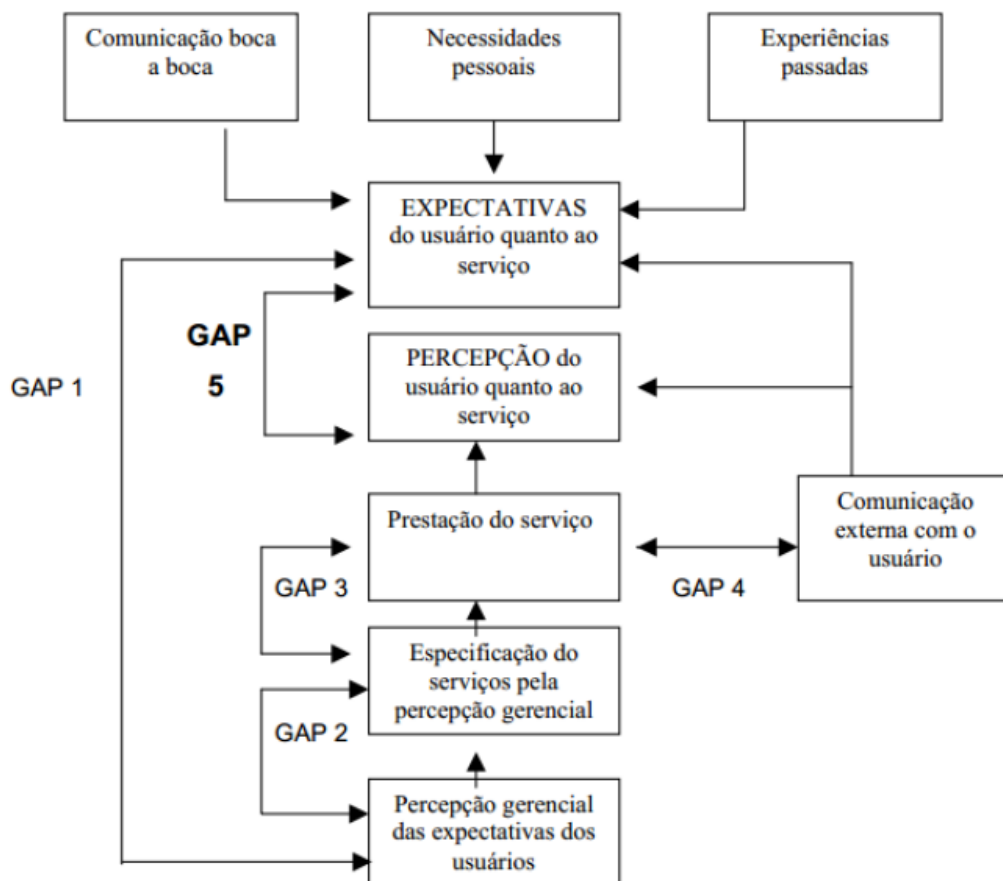 Comunicação boca
a boca
Necessidades
pessoais
Experiências
passadas
EXPECTATIVAS
do usuário quanto ao
serviço
GAP
5
GAP 1
PERCEPÇÃO do
usuário quanto ao
serviço
Prestação do serviço
Comunicação
externa com o
usuário
GAP 3
GAP 4
Especificação do
serviços pela
percepção gerencial
GAP 2
Percepção gerencial
das expectativas dos
usuários